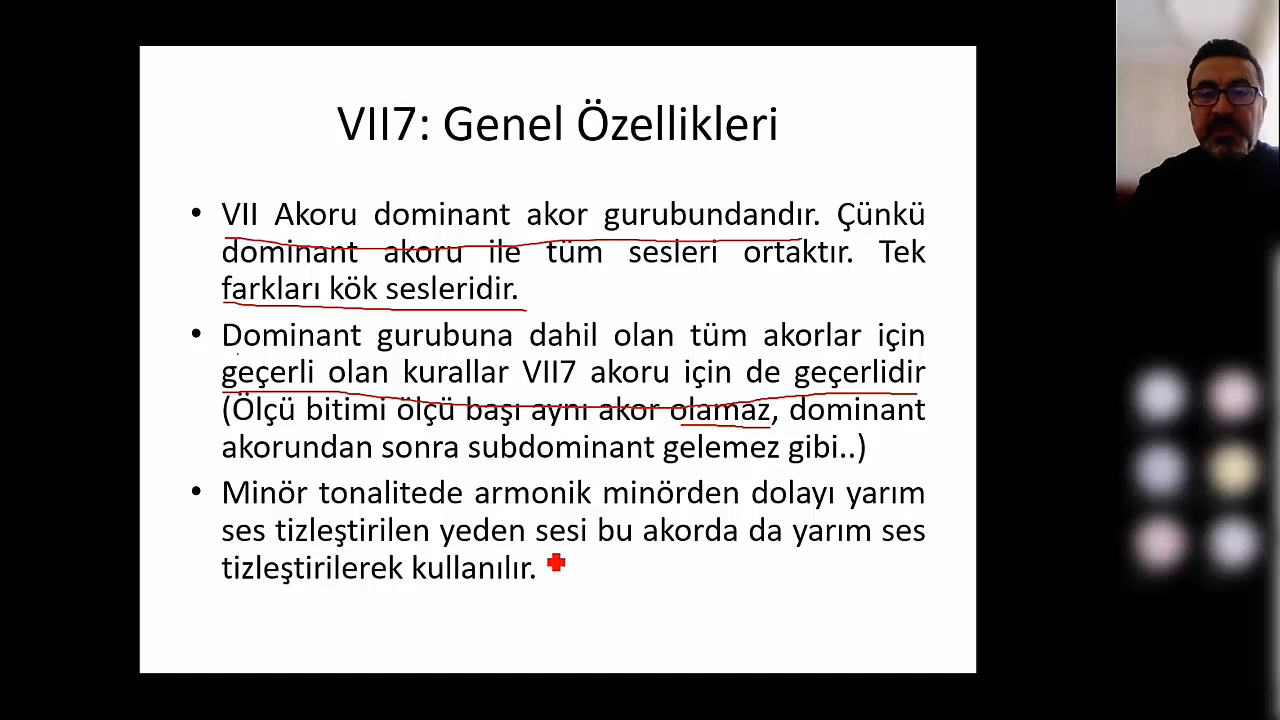 VII7: Genel Özellikleri
• VII Akoru dominant akor gurubundandır. Çünkü
dominant akoru ile tüm sesleri ortaktır. Tek
farkları kök sesleridir.
• Dominant gurubuna dahil olan tüm akorlar için
geçerli olan kurallar VII7 akoru için de geçerlidir
(Ölçü bitimi ölçü başı aynı akor olamaz, dominant
akorundan sonra subdominant gelemez gibi..)
• Minör tonalitede armonik minörden dolayı yarım
ses tizleştirilen yeden sesi bu akorda da yarım ses
tizleştirilerek kullanılır.